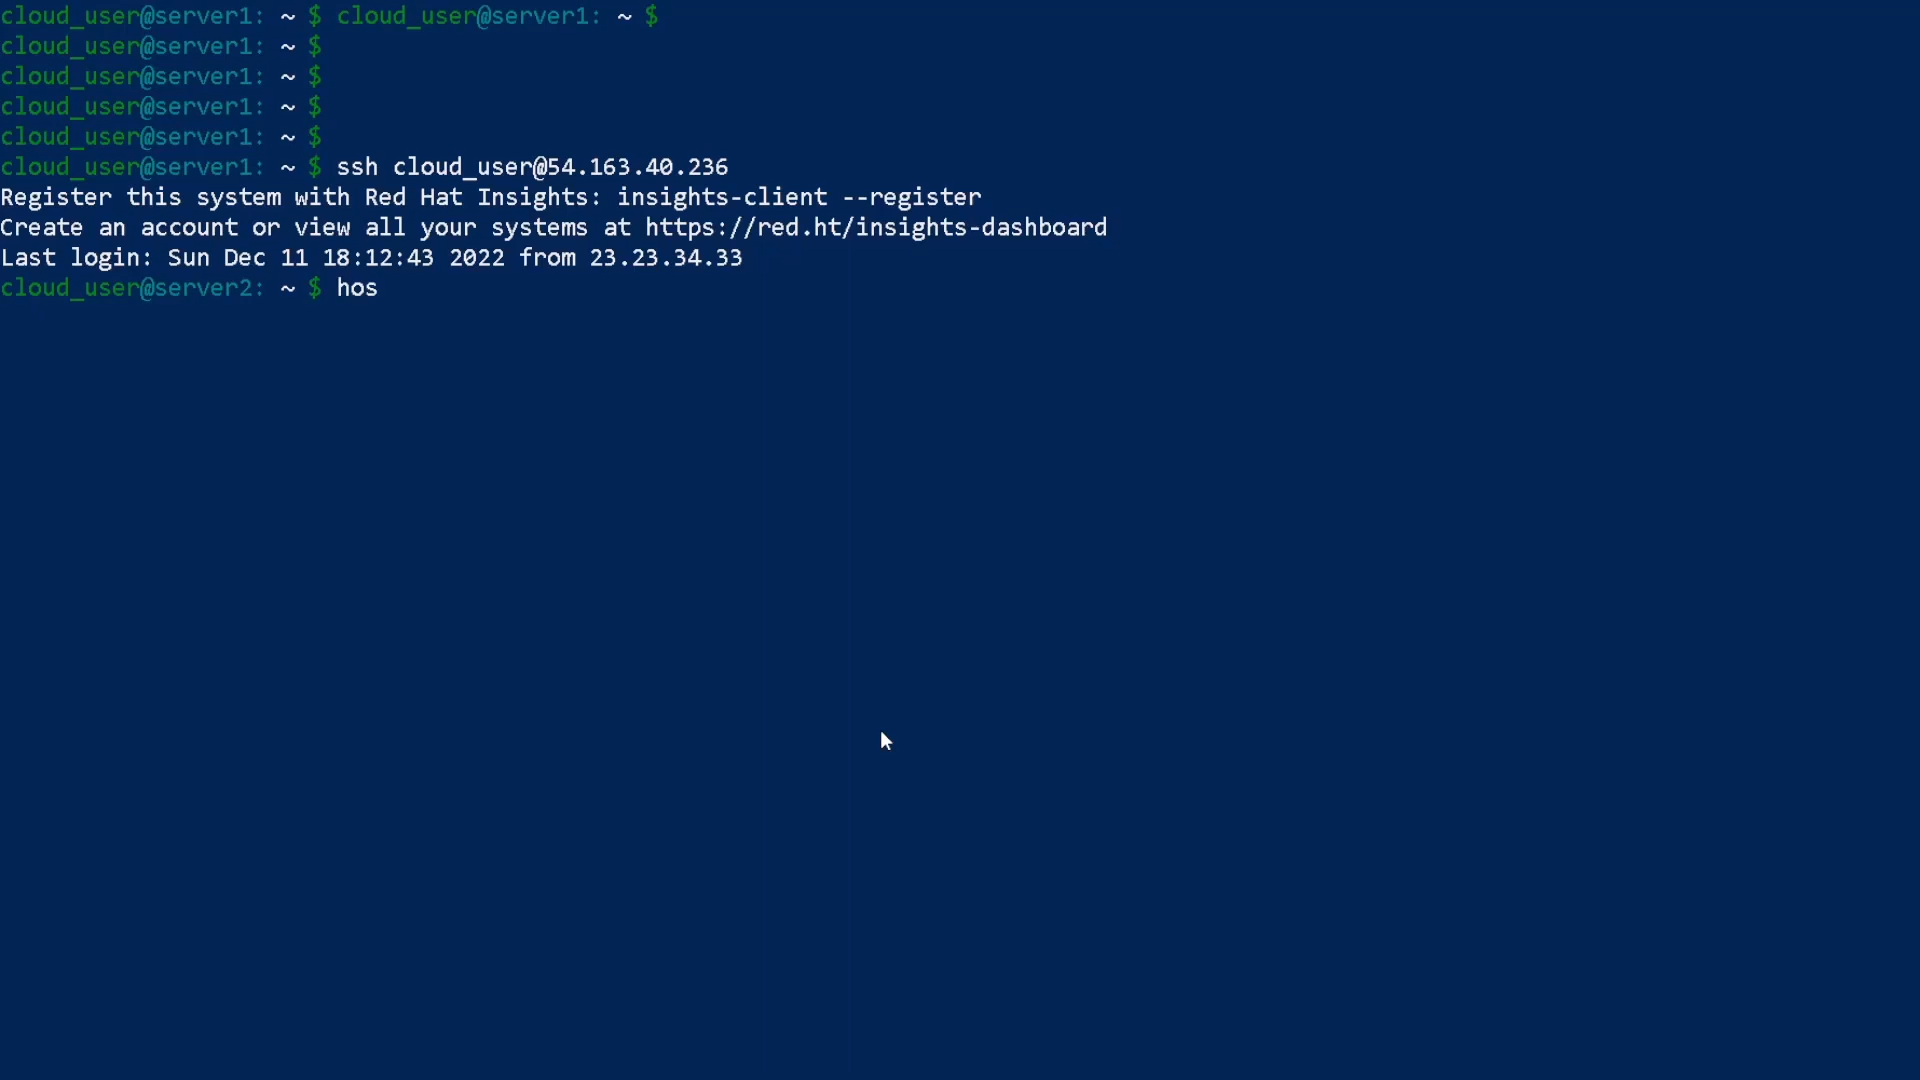 cloud_user@server1: ~ $ cloud_user@server1: ~ $
cloud_user@server1: ~ $
cloud_user@server1: ~ $
cloud_user@server1: ~ $
cloud_user@server1: ~ $
cloud_user@server1: ~ $ ssh cloud_user@54.163.40.236
Register this system with Red Hat Insights: insights-client --register
Create an account or view all your systems at https://red.ht/insights-dashboard
Last login: Sun Dec 11 18:12:43 2022 from 23.23.34.33
cloud_user@server2: ~ $ hos